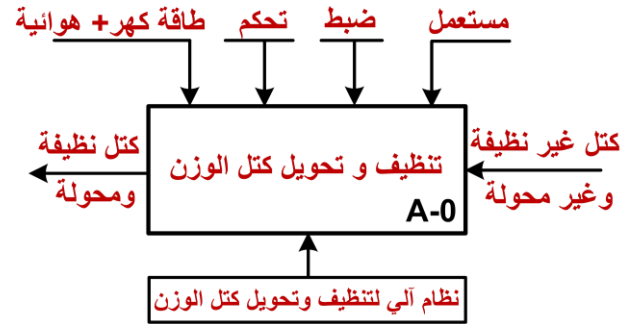 مستعمل
ضبط
تحكم
طاقة كهر+ هوائية
كتل غير نظيفة
وغير محولة
تنظيف و تحويل كتل الوزن
A-0
كتل نظيفة
ومحولة
نظام آلي لتنظيف وتحويل كتل الوزن